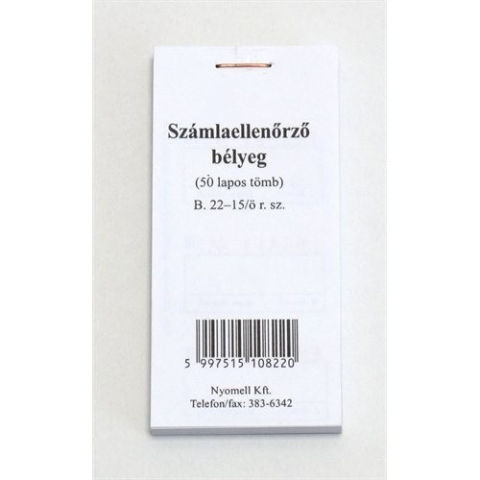 Számlaellenőrző
bélyeg
(50 lapos tömb)
B. 22–15/ö r. sz.
5 997515 108220
Nyomell Kft.
Telefon/fax: 383-6342